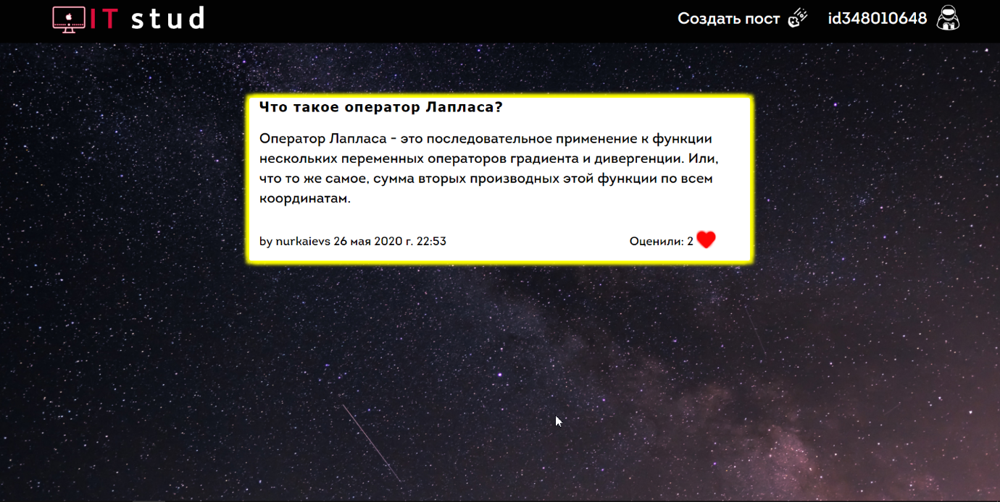 IT stud
Создать пост
id348010648
Что такое оператор Лапласа?
Оператор Лапласа - это последовательное применение к функции
нескольких переменных операторов градиента и дивергенции. Или,
что то же самое, сумма вторых производных этой функции по всем
координатам.
by nurkaievs 26 мая 2020 г. 22:53
Оценили: 2